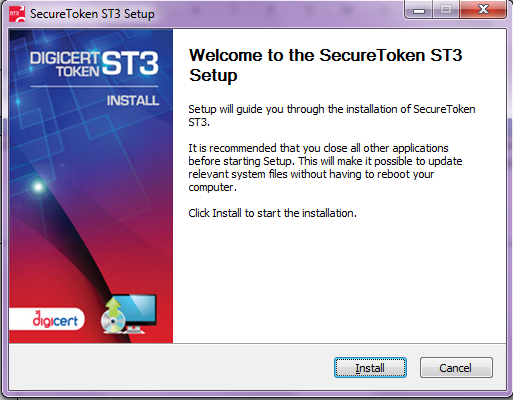 SecureToken ST3 Setup
DIGICERT
TOKEN ST3
INSTALL
digicert
Welcome to the SecureToken ST3
Setup
Setup will guide you through the installation of SecureToken
ST3.
It is recommended that you close all other applications
before starting Setup. This will make it possible to update
relevant system files without having to reboot your
computer.
Click Install to start the installation.
Install
Cancel